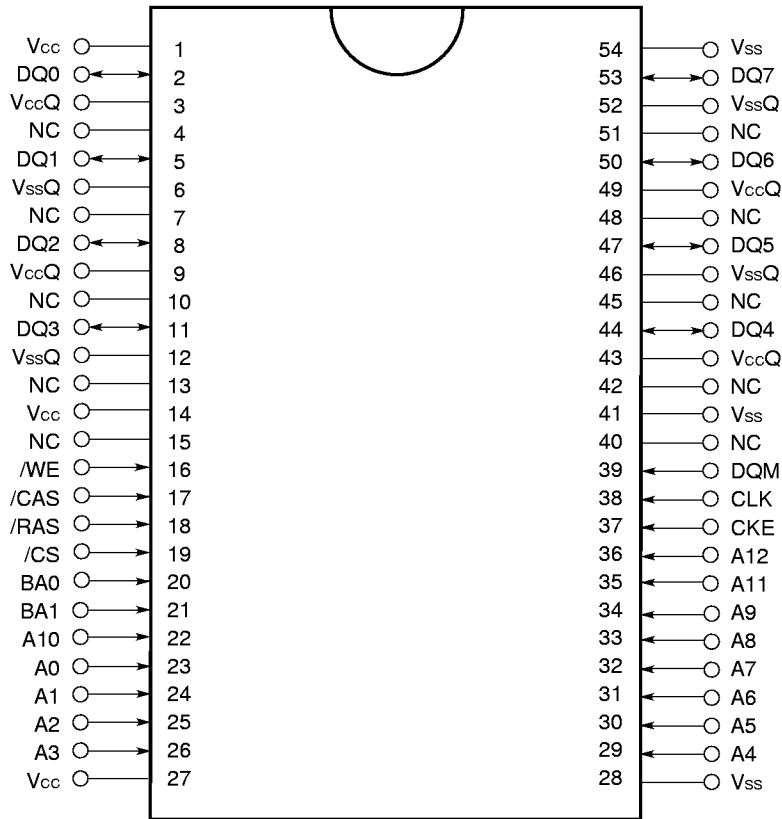 Vcc 1 54 Vss
DQ0 2 53 DQ7
VccQ 3 52 VssQ
NC 4 51 NC
DQ1 5 50 DQ6
VssQ 6 49 VccQ
NC 7 48 NC
DQ2 8 47 DQ5
VccQ 9 46 VssQ
NC 10 45 NC
DQ3 11 44 DQ4
VssQ 12 43 VccQ
NC 13 42 NC
Vcc 14 41 Vss
NC 15 40 NC
/WE 16 39 DQM
/CAS 17 38 CLK
/RAS 18 37 CKE
/CS 19 36 A12
BA0 20 35 A11
BA1 21 34 A9
A10 22 33 A8
A0 23 32 A7
A1 24 31 A6
A2 25 30 A5
A3 26 29 A4
Vcc 27 28 Vss